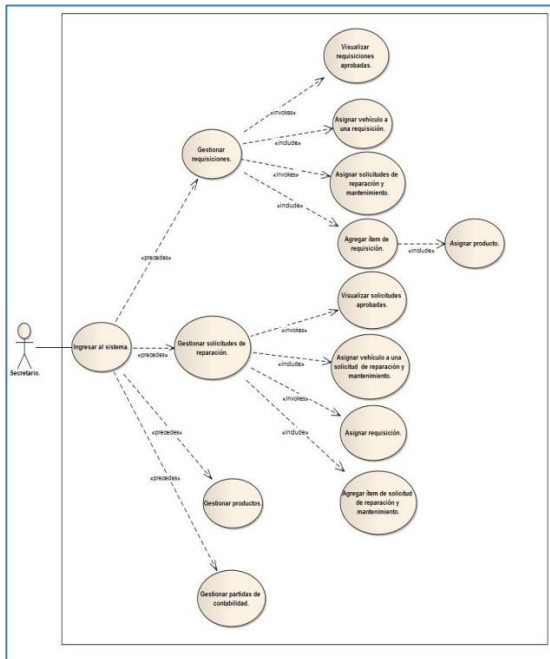 Visualizar
requisiciones
aprobadas.
«invokes»
Asignar vehículo a
una requisición.
«include»
Gestionar
requisiciones.
«invokes»
Asignar solicitudes de
reparación y
mantenimiento.
«include»
Agregar ítem de
requisición.
«include»
Asignar producto.
«precedes»
Visualizar solicitudes
aprobadas.
«invokes»
Secretario.
Ingresar al sistema.
«precedes»
Gestionar solicitudes de
reparación.
«include»
Asignar vehículo a una
solicitud de reparación y
mantenimiento.
«invokes»
Asignar requisición.
«include»
«precedes»
Gestionar productos.
Agregar ítem de solicitud
de reparación y
mantenimiento.
«precedes»
Gestionar partidas de
contabilidad.